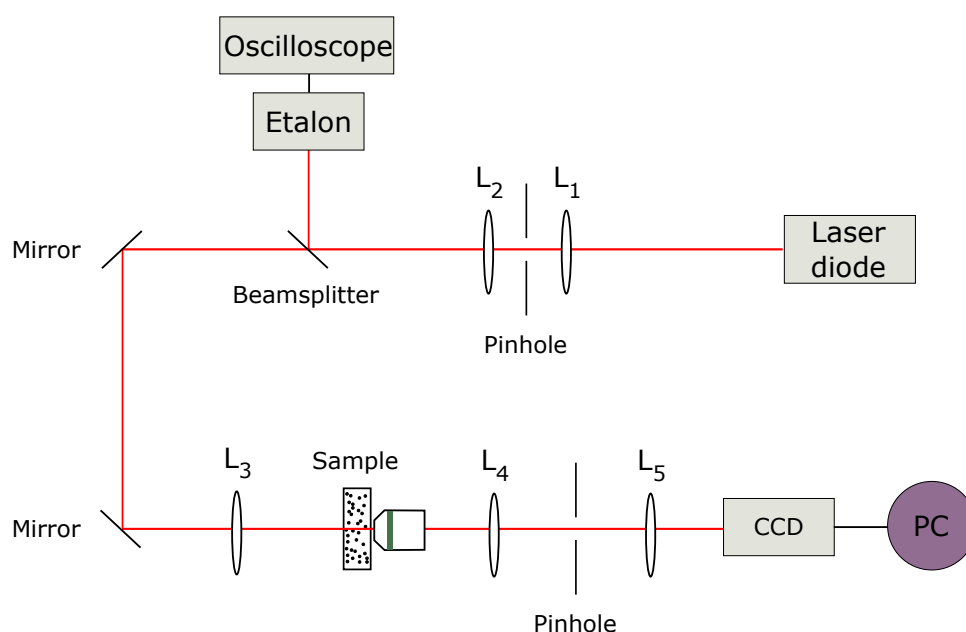 Oscilloscope
Etalon
L2
L1
Laser
diode
Mirror
Beamsplitter
Pinhole
L3
Sample
L4
L5
Mirror
CCD
PC
Pinhole